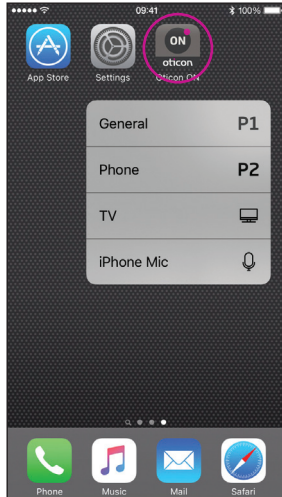 09:41 100%
ON
oticon
App Store Settings Oticon ON
General P1
Phone P2
TV
iPhone Mic
Phone Music Mail Safari